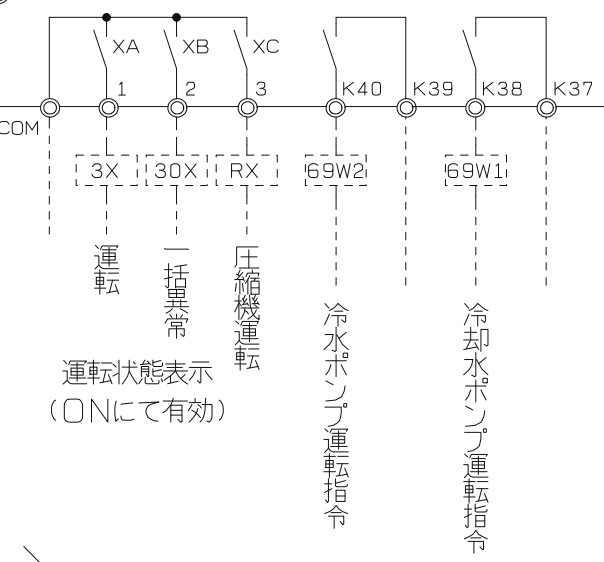 XA
XB
XC
COM
1
2
3
K40
K39
K38
K37
3X
30X
RX
69W2
69W1
運転
一括異常
圧縮機運転
冷水ポンプ運転指令
冷却水ポンプ運転指令
運転状態表示
(ONにて有効)